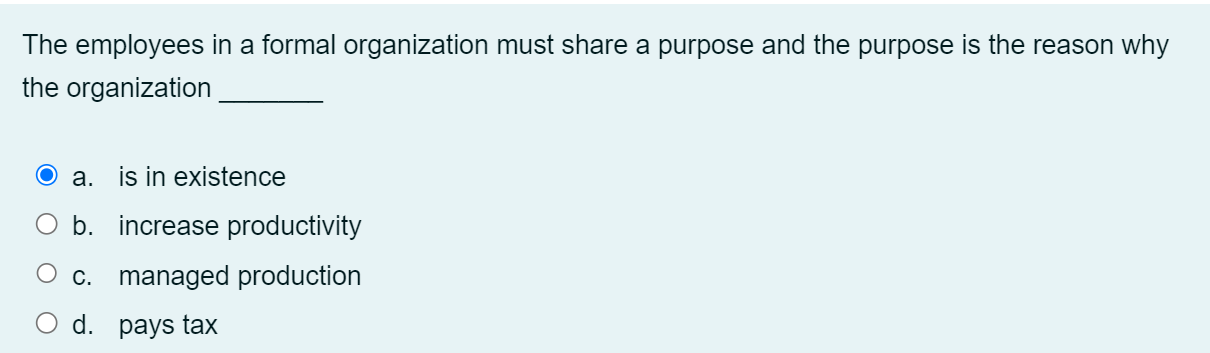 The employees in a formal organization must share a purpose and the purpose is the reason why
the organization _______
a. is in existence
b. increase productivity
c. managed production
d. pays tax